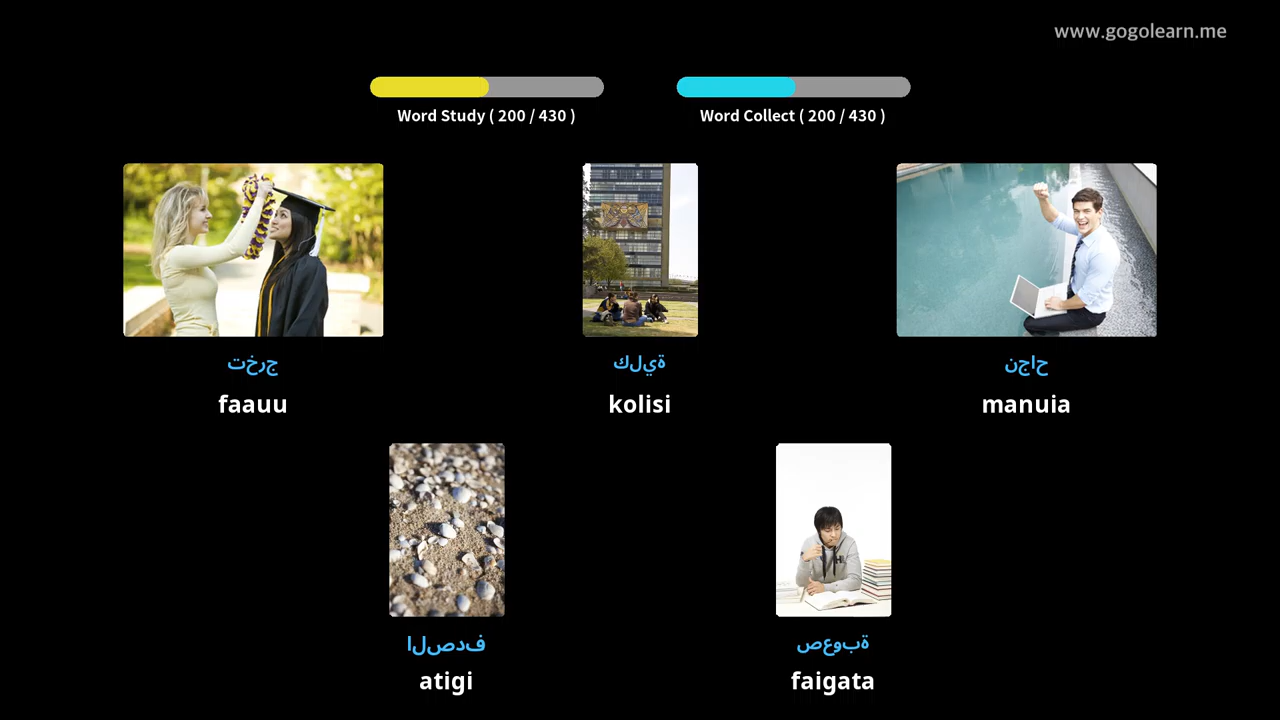 www.gogolearn.me
Word Study ( 200 / 430 )
Word Collect ( 200 / 430 )
تخرج
faauu
كلية
kolisi
نجاح
manuia
الصدف
atigi
صعوبة
faigata